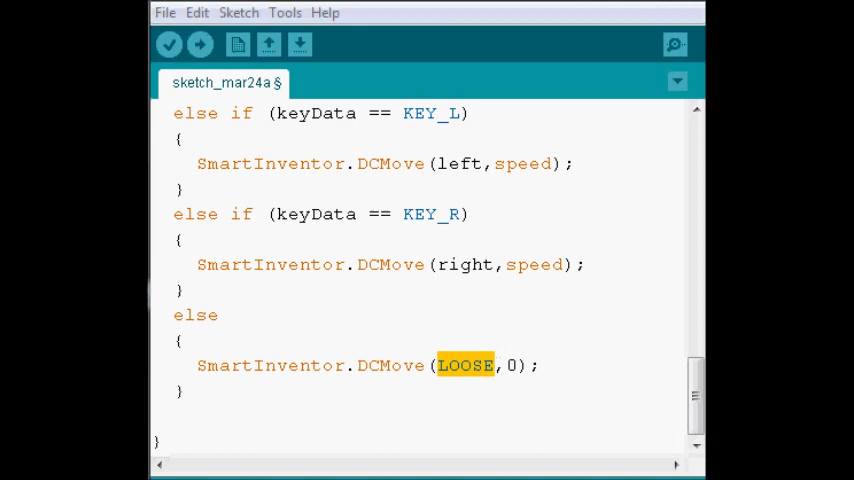 File Edit Sketch Tools Help
sketch_mar24a §
else if (keyData == KEY_L)
{
SmartInventor.DCMove(left,speed);
}
else if (keyData == KEY_R)
{
SmartInventor.DCMove(right,speed);
}
else
{
SmartInventor.DCMove(LOOSE,0);
}
}